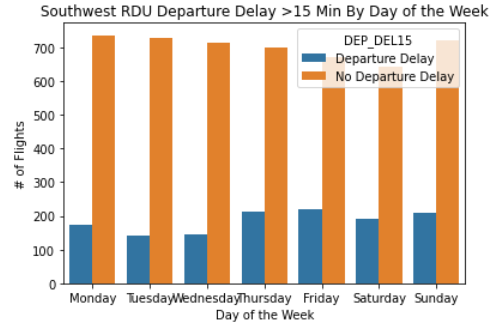 Southwest RDU Departure Delay >15 Min By Day of the Week
DEP_DEL15
Departure Delay
No Departure Delay
# of Flights
700
600
500
400
300
200
100
0
Monday Tuesday Wednesday Thursday Friday Saturday Sunday
Day of the Week